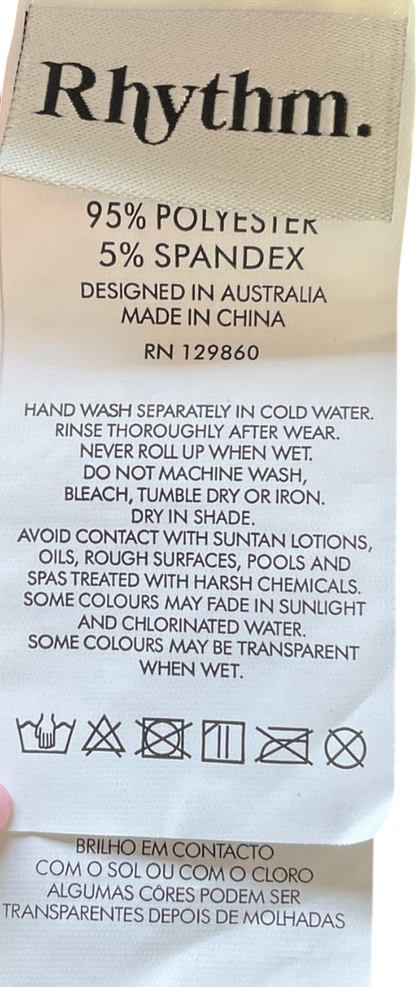 Rhythm.
95% POLYESTER
5% SPANDEX
DESIGNED IN AUSTRALIA
MADE IN CHINA
RN 129860
HAND WASH SEPARATELY IN COLD WATER.
RINSE THOROUGHLY AFTER WEAR.
NEVER ROLL UP WHEN WET.
DO NOT MACHINE WASH,
BLEACH, TUMBLE DRY OR IRON.
DRY IN SHADE.
AVOID CONTACT WITH SUNTAN LOTIONS,
OILS, ROUGH SURFACES, POOLS AND
SPAS TREATED WITH HARSH CHEMICALS.
SOME COLOURS MAY FADE IN SUNLIGHT
AND CHLORINATED WATER.
SOME COLOURS MAY BE TRANSPARENT
WHEN WET.
BRILHO EM CONTACTO
COM O SOL OU COM O CLORO
ALGUMAS CÔRES PODEM SER
TRANSPARENTES DEPOIS DE MOLHADAS